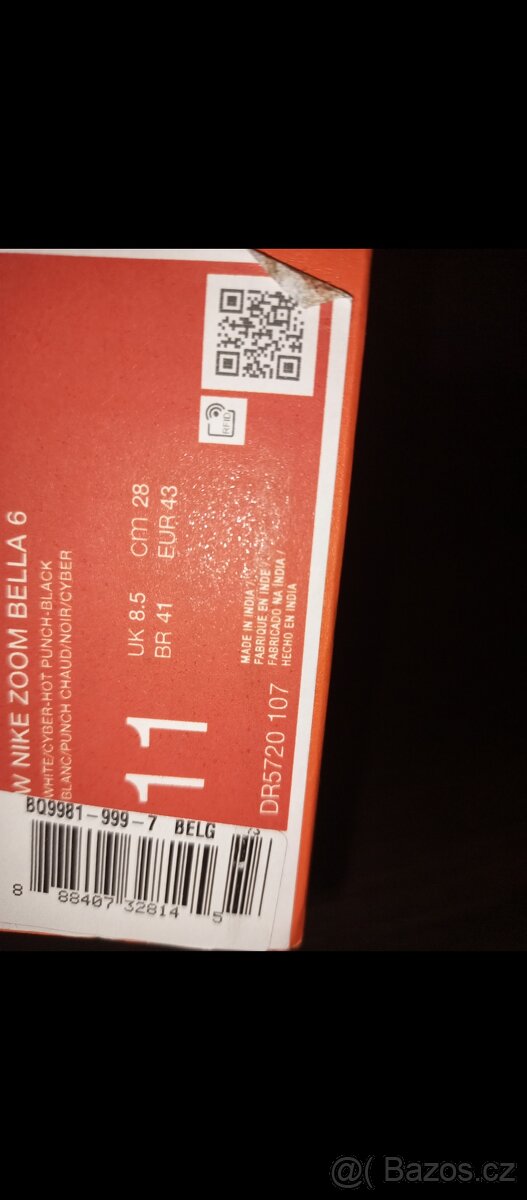 W NIKE ZOOM BELLA 6
WHITE/CYBER-HOT PUNCH-BLACK
BLANC/PUNCH CHAUD/NOIR/CYBER
11
UK 8.5 cm 28
BR 41 EUR 43
RFID
MADE IN INDIA /
FABRIQUE EN INDE /
FABRICADO NA ÍNDIA /
HECHO EN INDIA
DR5720 107
BQ9981-999-7 BELG
8 88407 32814 5
@( Bazoš.cz